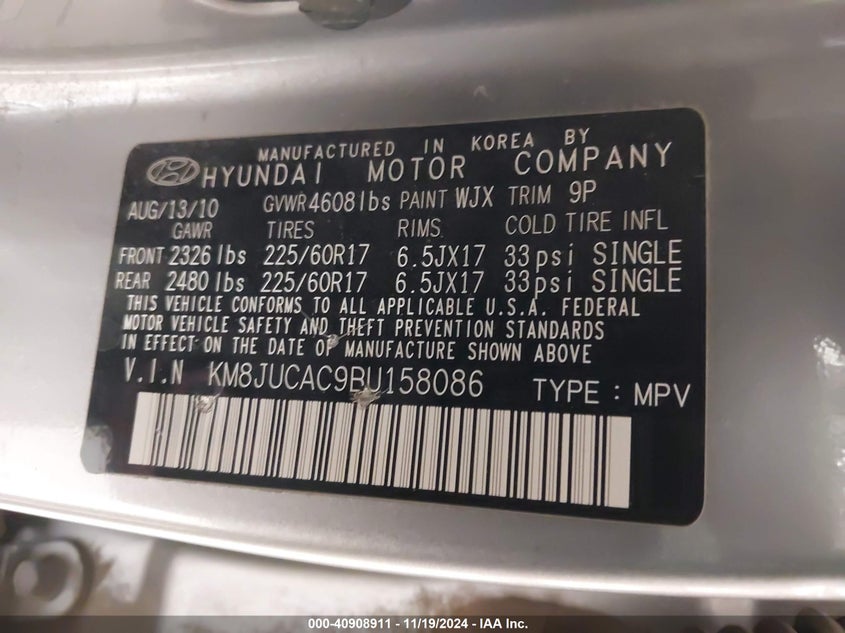 MANUFACTURED IN KOREA BY
HYUNDAI MOTOR COMPANY
AUG/13/10 GVWR 4608 lbs PAINT WJX TRIM 9P
GAWR TIRES RIMS COLD TIRE INFL
FRONT 2326 lbs 225/60R17 6.5JX17 33psi SINGLE
REAR 2480 lbs 225/60R17 6.5JX17 33psi SINGLE
THIS VEHICLE CONFORMS TO ALL APPLICABLE U.S.A. FEDERAL
MOTOR VEHICLE SAFETY AND THEFT PREVENTION STANDARDS
IN EFFECT ON THE DATE OF MANUFACTURE SHOWN ABOVE
V.I.N KM8JUCAC9BU158086 TYPE : MPV
000-40908911 - 11/19/2024 - IAA Inc.